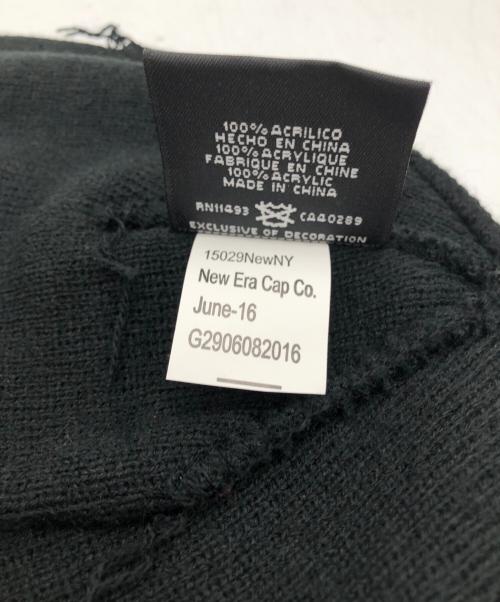 100% ACRILICO
HECHO EN CHINA
100% ACRYLIQUE
FABRIQUE EN CHINE
100% ACRYLIC
MADE IN CHINA
RN11493 CA40289
EXCLUSIVE OF DECORATION
15029NewNY
New Era Cap Co.
June-16
G2906082016